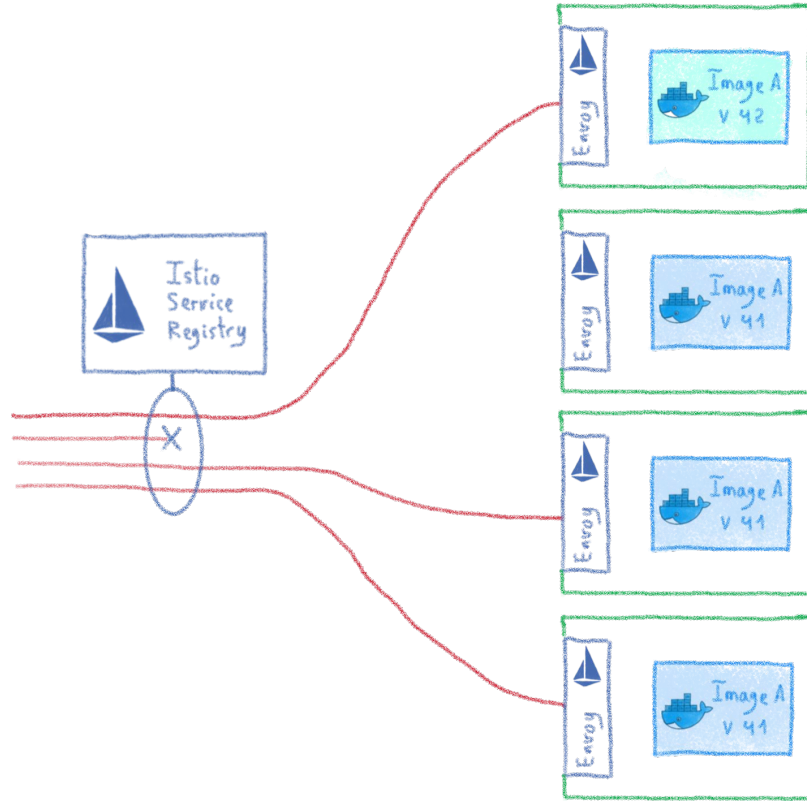 Istio
Service
Registry
X
Envoy
Image A
v 42
Envoy
Image A
v 41
Envoy
Image A
v 41
Envoy
Image A
v 41